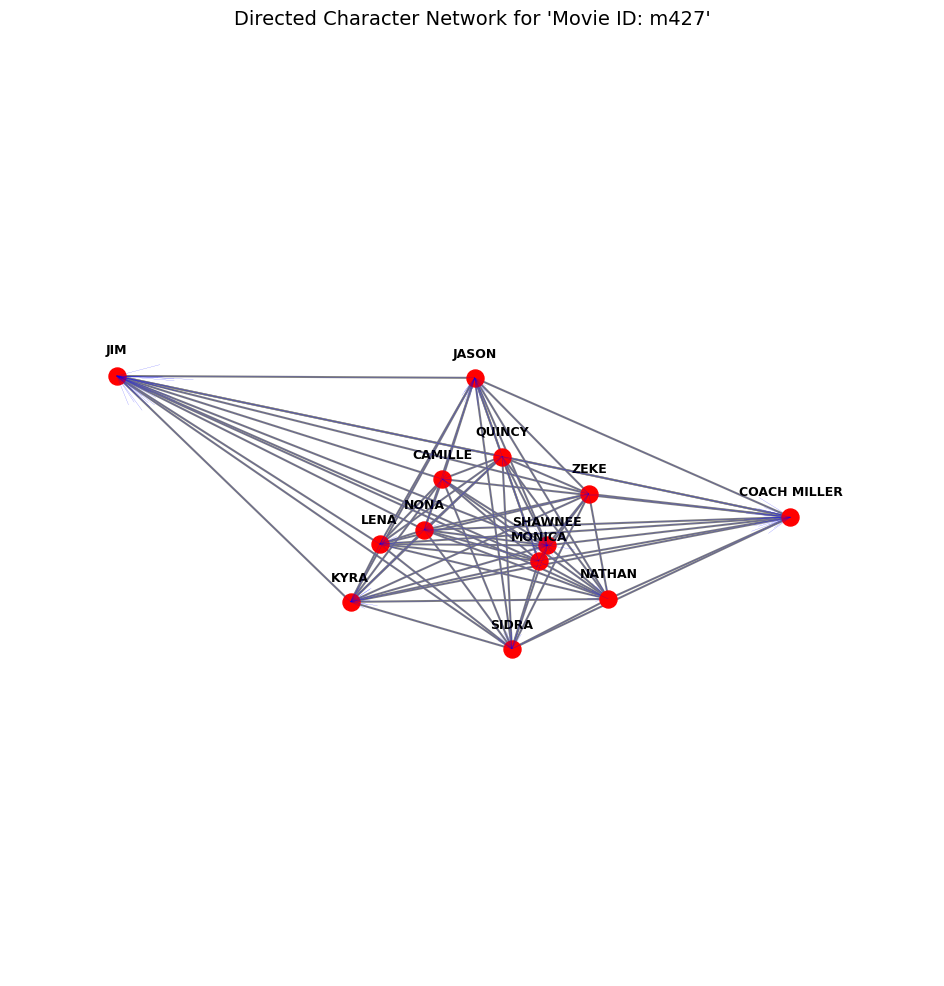 Directed Character Network for 'Movie ID: m427'
JIM
JASON
QUINCY
CAMILLE
ZEKE
COACH MILLER
NONA
LENA
SHAWNEE
MONICA
NATHAN
KYRA
SIDRA